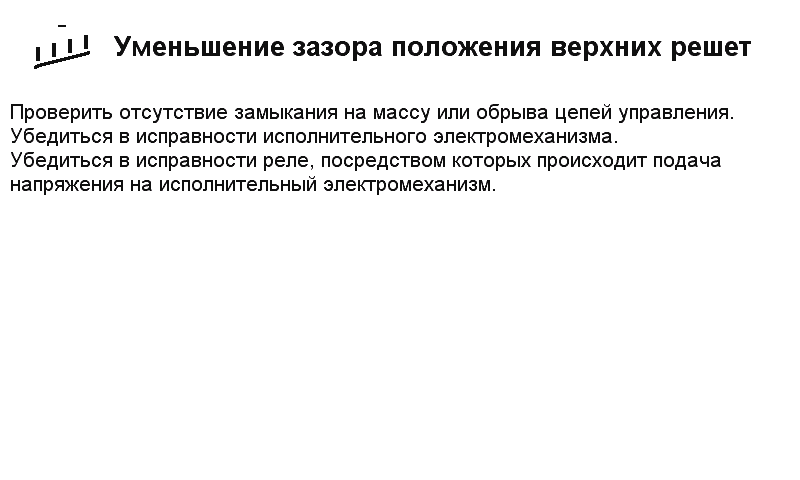 Уменьшение зазора положения верхних решет
Проверить отсутствие замыкания на массу или обрыва цепей управления.
Убедиться в исправности исполнительного электромеханизма.
Убедиться в исправности реле, посредством которых происходит подача
напряжения на исполнительный электромеханизм.